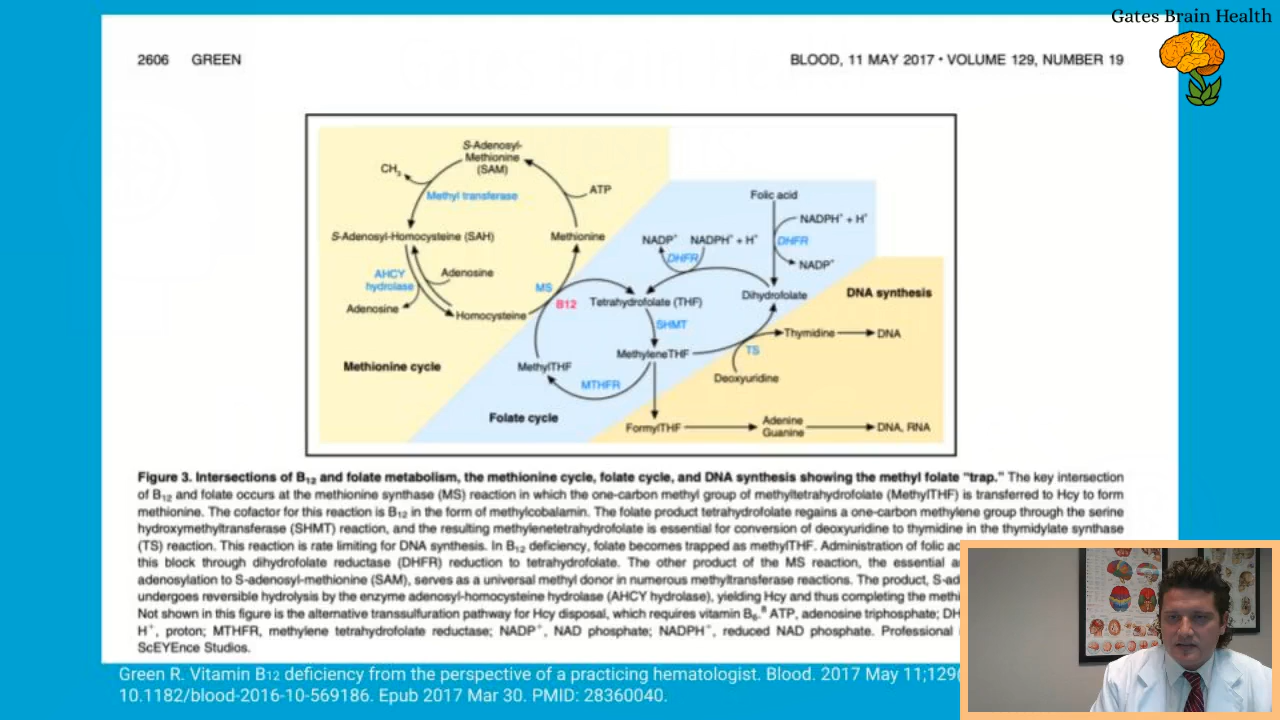 Gates Brain Health
2606 GREEN
BLOOD, 11 MAY 2017 • VOLUME 129, NUMBER 19
S-Adenosyl-
Methionine
(SAM)
CH3
Methyl transferase
ATP
S-Adenosyl-Homocysteine (SAH)
Methionine
AHCY
hydrolase
Adenosine
Adenosine
Homocysteine
MS
B12
Methionine cycle
Folic acid
NADPH+ + H+
DHFR
NADP+
NADP+ NADPH+ + H+
DHFR
Tetrahydrofolate (THF)
Dihydrofolate
DNA synthesis
SHMT
MethyleneTHF
MethylTHF
MTHFR
TS
Thymidine
DNA
Deoxyuridine
Folate cycle
FormylTHF
Adenine
Guanine
DNA, RNA
Figure 3. Intersections of B12 and folate metabolism, the methionine cycle, folate cycle, and DNA synthesis showing the methyl folate "trap." The key intersection
of B12 and folate occurs at the methionine synthase (MS) reaction in which the one-carbon methyl group of methyltetrahydrofolate (MethylTHF) is transferred to Hcy to form
methionine. The cofactor for this reaction is B12 in the form of methylcobalamin. The folate product tetrahydrofolate regains a one-carbon methylene group through the serine
hydroxymethyltransferase (SHMT) reaction, and the resulting methylenetetrahydrofolate is essential for conversion of deoxyuridine to thymidine in the thymidylate synthase
(TS) reaction. This reaction is rate limiting for DNA synthesis. In B12 deficiency, folate becomes trapped as methylTHF. Administration of folic ac
this block through dihydrofolate reductase (DHFR) reduction to tetrahydrofolate. The other product of the MS reaction, the essential a
adenosylation to S-adenosyl-methionine (SAM), serves as a universal methyl donor in numerous methyltransferase reactions. The product, S-ad
undergoes reversible hydrolysis by the enzyme adenosyl-homocysteine hydrolase (AHCY hydrolase), yielding Hcy and thus completing the methi
Not shown in this figure is the alternative transsulfuration pathway for Hcy disposal, which requires vitamin B6.8 ATP, adenosine triphosphate; DH
H+, proton; MTHFR, methylene tetrahydrofolate reductase; NADP+, NAD phosphate; NADPH+, reduced NAD phosphate. Professional
ScEYEnce Studios.
Green R. Vitamin B12 deficiency from the perspective of a practicing hematologist. Blood. 2017 May 11;129(
10.1182/blood-2016-10-569186. Epub 2017 Mar 30. PMID: 28360040.